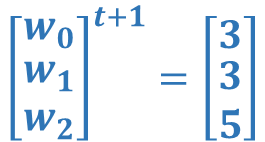 [w₀ w₁ w₂]ᵗ⁺¹ = [3 3 5]